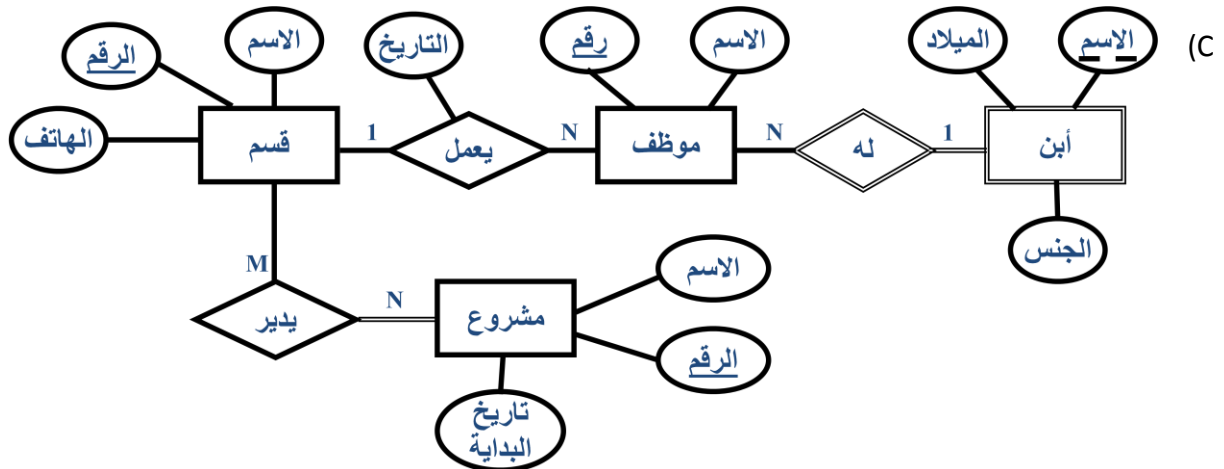 (C
الاسم
الميلاد
الاسم
رقم
التاريخ
الاسم
الرقم
الهاتف
أبن
1
له
N
موظف
N
يعمل
1
قسم
الجنس
M
يدير
N
مشروع
الاسم
الرقم
تاريخ
البداية